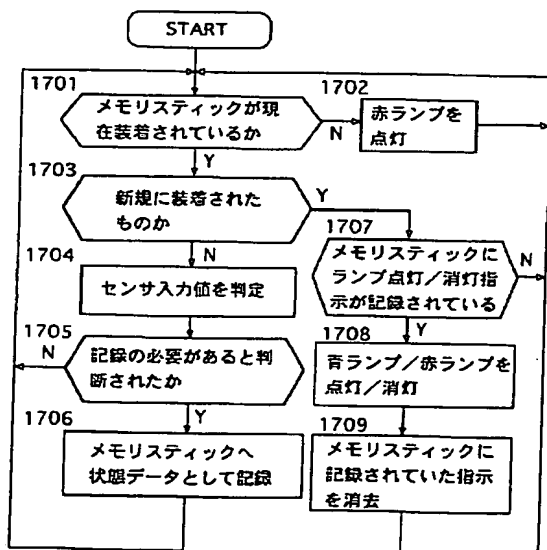 START
1701
メモリスティックが現
在装着されているか
N
Y
1702
赤ランプを
点灯
1703
新規に装着された
ものか
Y
N
1704
センサ入力値を判定
1705
記録の必要があると判
断されたか
N
Y
1706
メモリスティックへ
状態データとして記録
1707
メモリスティックに
ランプ点灯/消灯指
示が記録されている
N
Y
1708
青ランプ/赤ランプを
点灯/消灯
1709
メモリスティックに
記録されていた指示
を消去